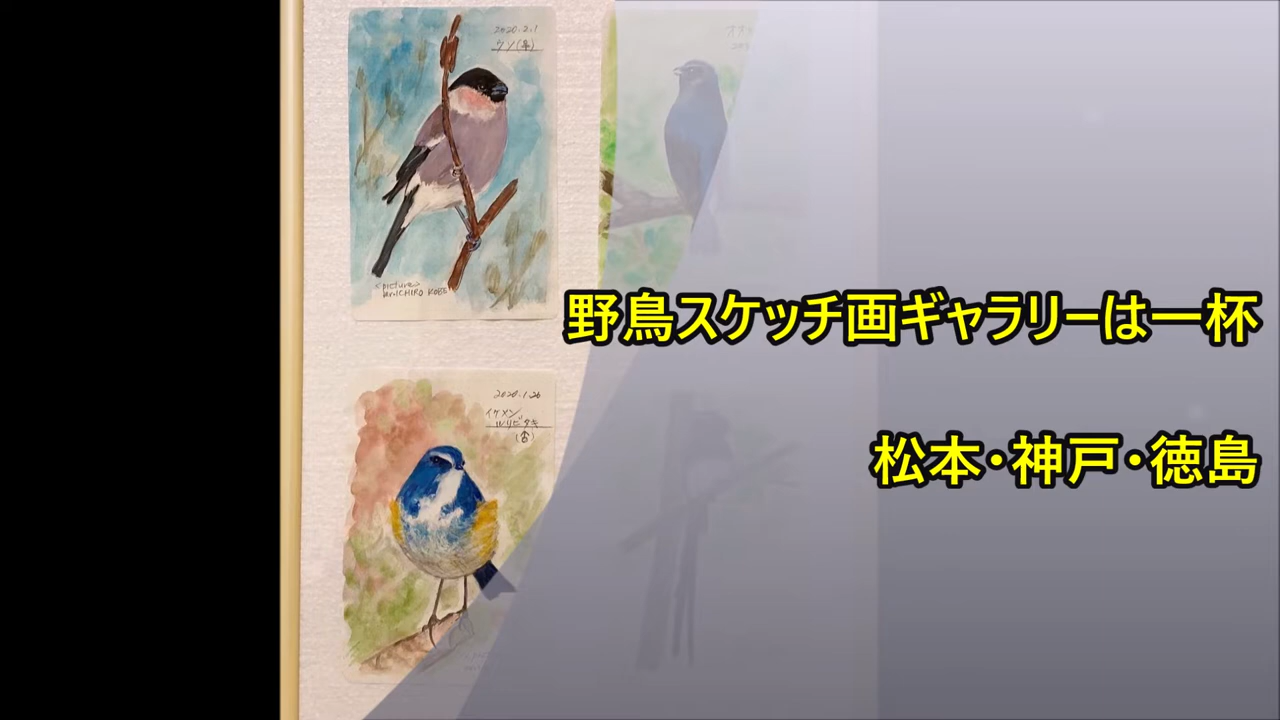 2020.2.1
ウソ(♂)
<picture>
KENICHIRO KOBE
2020.1.26
イケメン
ルリビタキ
(♂)
野鳥スケッチ画ギャラリーは一杯
松本・神戸・徳島